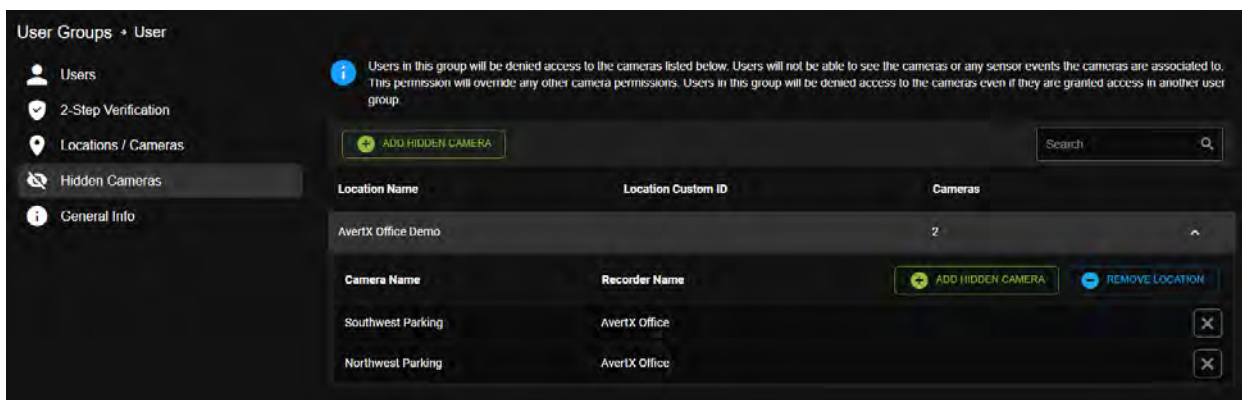 User Groups → User
Users
2-Step Verification
Locations / Cameras
Hidden Cameras
General Info
Users in this group will be denied access to the cameras listed below. Users will not be able to see the cameras or any sensor events the cameras are associated to.
This permission will override any other camera permissions. Users in this group will be denied access to the cameras even if they are granted access in another user
group.
ADD HIDDEN CAMERA
Search
Location Name Location Custom ID Cameras
AvertX Office Demo 2
Camera Name Recorder Name ADD HIDDEN CAMERA REMOVE LOCATION
Southwest Parking AvertX Office
Northwest Parking AvertX Office